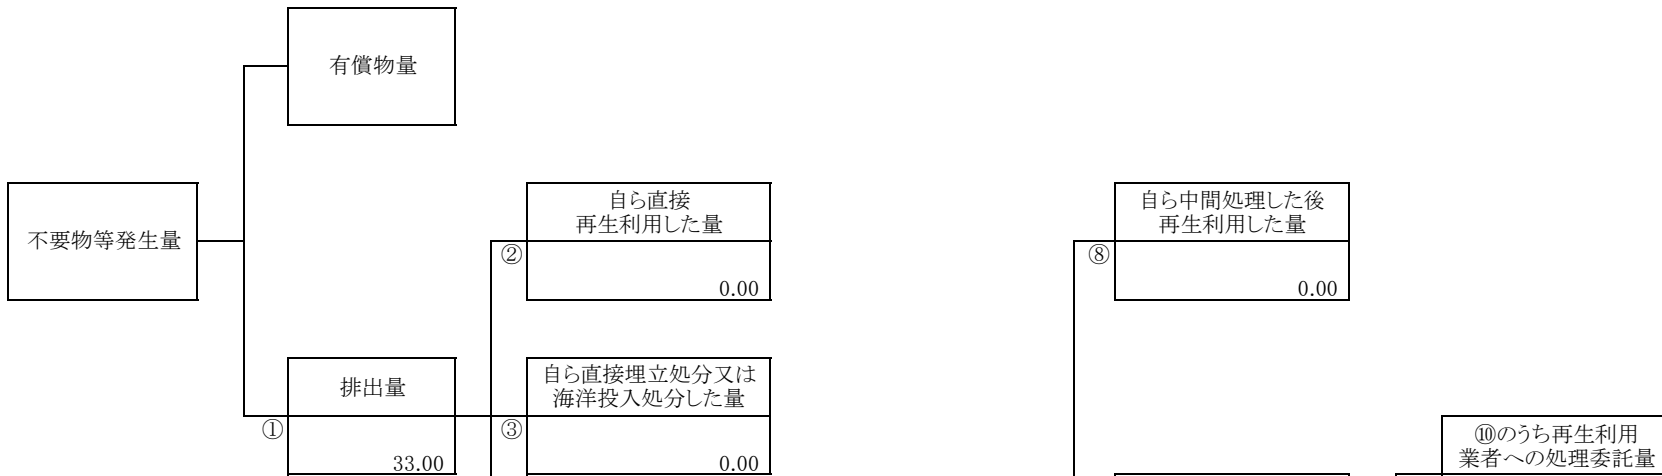 有償物量
不要物等発生量
自ら直接
再生利用した量
②
0.00
自ら中間処理した後
再生利用した量
⑧
0.00
排出量
①
33.00
自ら直接埋立処分又は
海洋投入処分した量
③
0.00
⑩のうち再生利用
業者への処理委託量